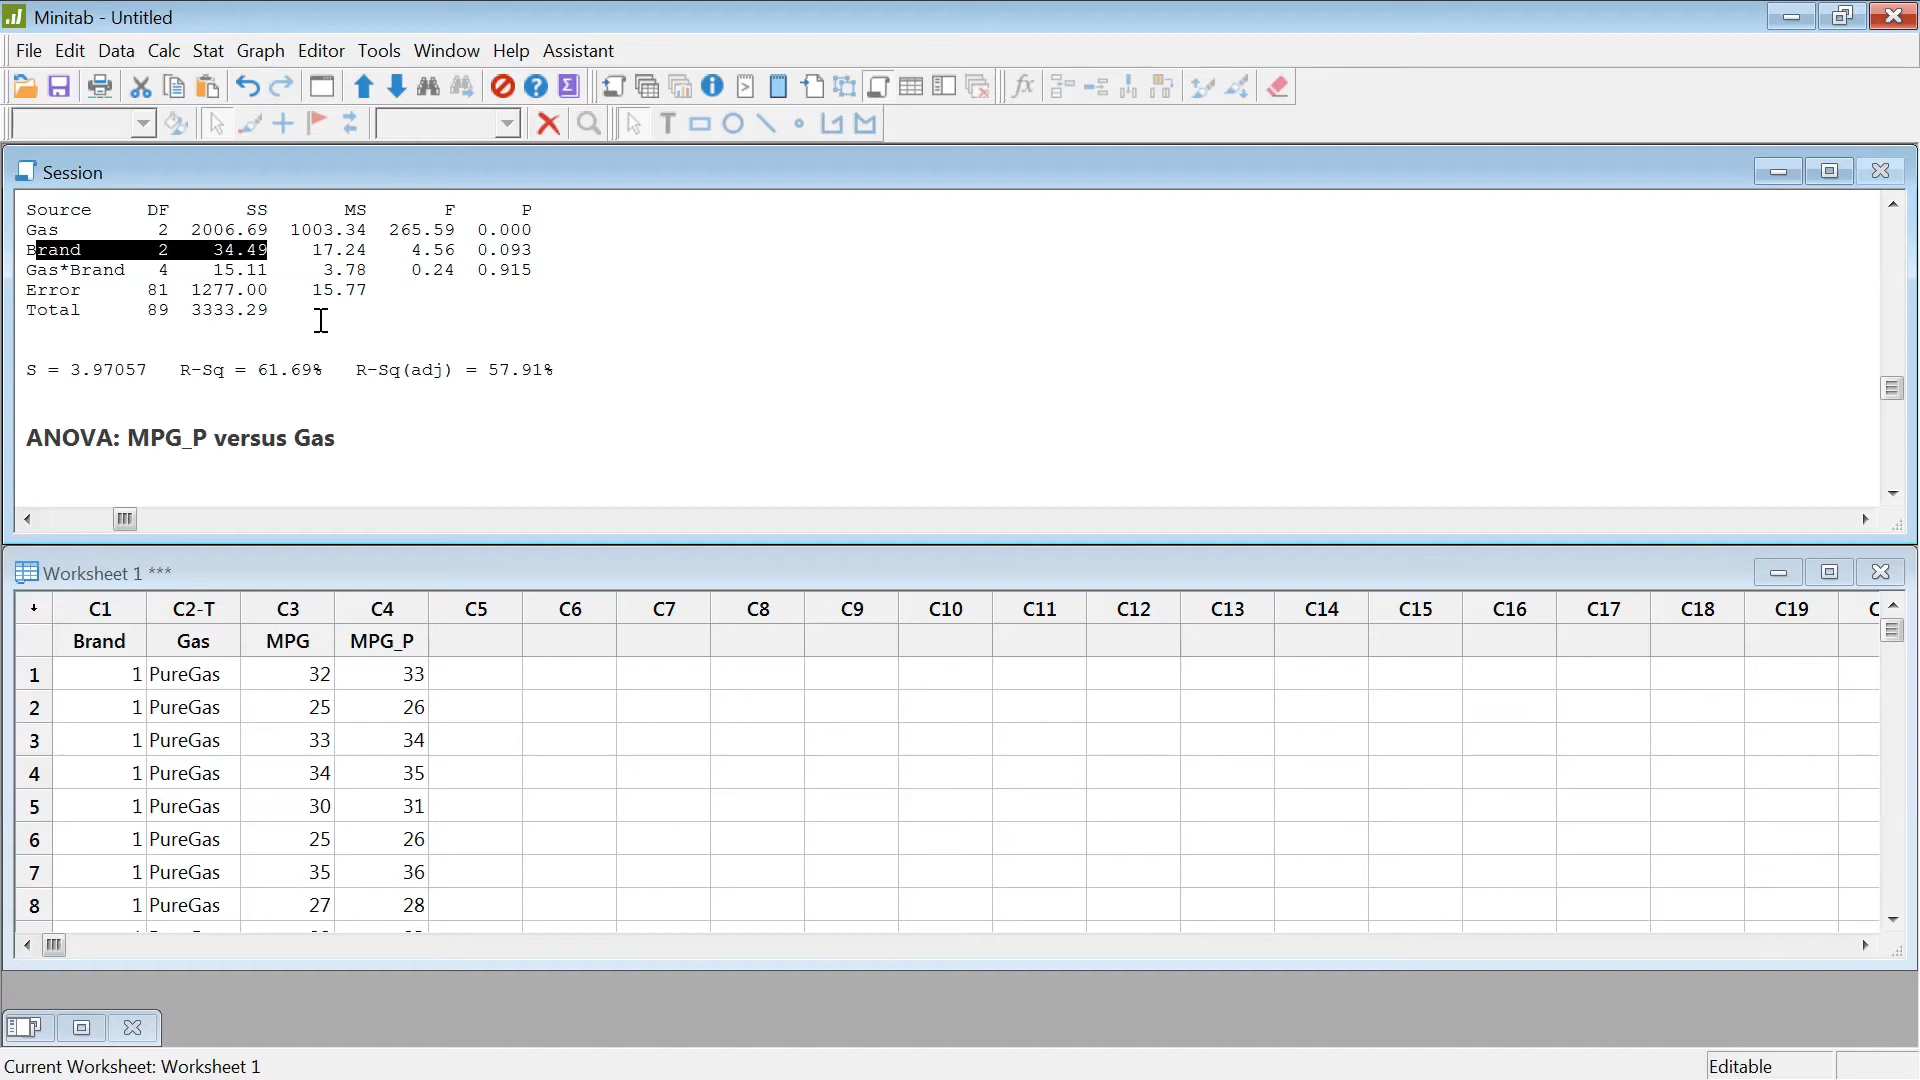 Minitab - Untitled
File Edit Data Calc Stat Graph Editor Tools Window Help Assistant
Session
Source DF SS MS F P
Gas 2 2006.69 1003.34 265.59 0.000
Brand 2 34.49 17.24 4.56 0.093
Gas*Brand 4 15.11 3.78 0.24 0.915
Error 81 1277.00 15.77
Total 89 3333.29
S = 3.97057 R-Sq = 61.69% R-Sq(adj) = 57.91%
ANOVA: MPG_P versus Gas
Worksheet 1 ***
C1 C2-T C3 C4 C5 C6 C7 C8 C9 C10 C11 C12 C13 C14 C15 C16 C17 C18 C19
Brand Gas MPG MPG_P
1 1 PureGas 32 33
2 1 PureGas 25 26
3 1 PureGas 33 34
4 1 PureGas 34 35
5 1 PureGas 30 31
6 1 PureGas 25 26
7 1 PureGas 35 36
8 1 PureGas 27 28
Current Worksheet: Worksheet 1
Editable